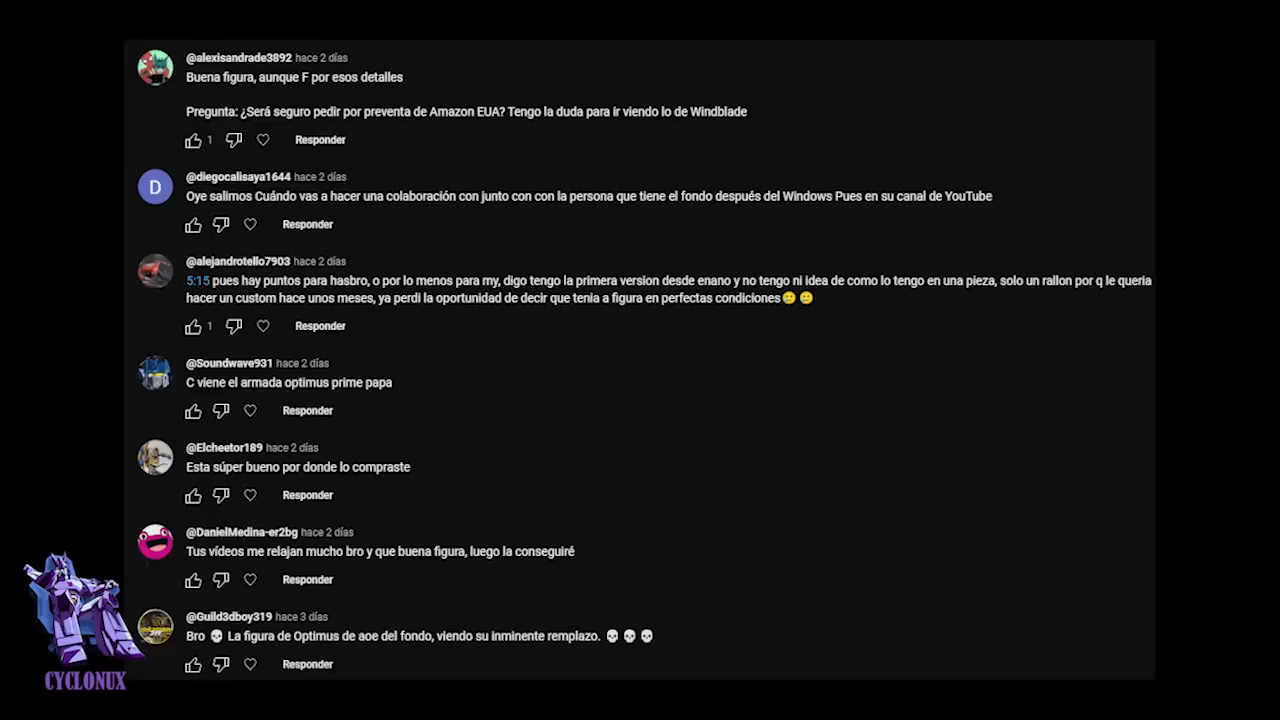 @alexisandrade3892 hace 2 días
Buena figura, aunque F por esos detalles
Pregunta: ¿Será seguro pedir por preventa de Amazon EUA? Tengo la duda para ir viendo lo de Windblade
1 Responder
@diegocalisaya1644 hace 2 días
D
Oye salimos Cuándo vas a hacer una colaboración con junto con con la persona que tiene el fondo después del Windows Pues en su canal de YouTube
Responder
@alejandrotello7903 hace 2 días
5:15 pues hay puntos para hasbro, o por lo menos para my, digo tengo la primera version desde enano y no tengo ni idea de como lo tengo en una pieza, solo un rallon por q le queria
hacer un custom hace unos meses, ya perdi la oportunidad de decir que tenia a figura en perfectas condiciones🥲 🥲
1 Responder
@Soundwave931 hace 2 días
C viene el armada optimus prime papa
Responder
@Elcheetor189 hace 2 días
Esta súper bueno por donde lo compraste
Responder
@DanielMedina-er2bg hace 2 días
Tus vídeos me relajan mucho bro y que buena figura, luego la conseguiré
Responder
@Guild3dboy319 hace 3 días
Bro 💀 La figura de Optimus de aoe del fondo, viendo su inminente remplazo. 💀 💀 💀
Responder
CYCLONUX